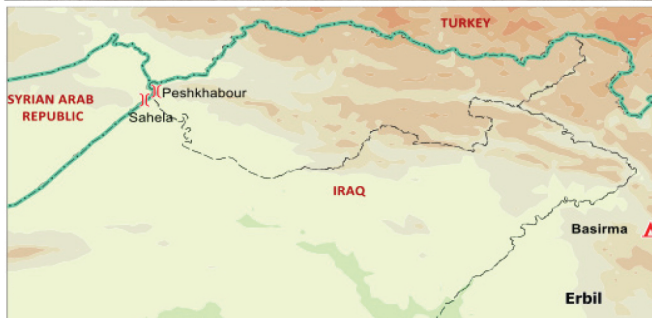 TURKEY
Peshkhabour
SYRIAN ARAB
REPUBLIC
Sahela
IRAQ
Basirma
Erbil